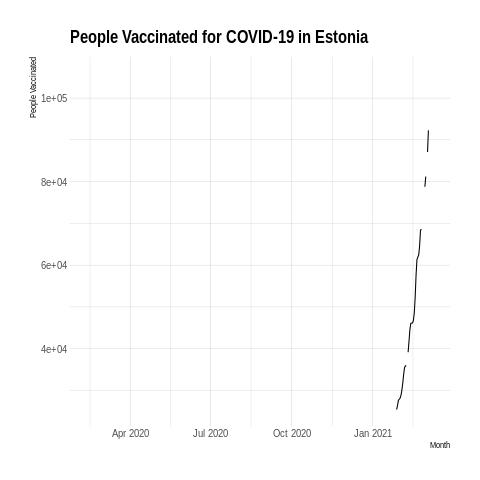 People Vaccinated for COVID-19 in Estonia
People Vaccinated
1e+05
8e+04
6e+04
4e+04
Apr 2020 Jul 2020 Oct 2020 Jan 2021
Month